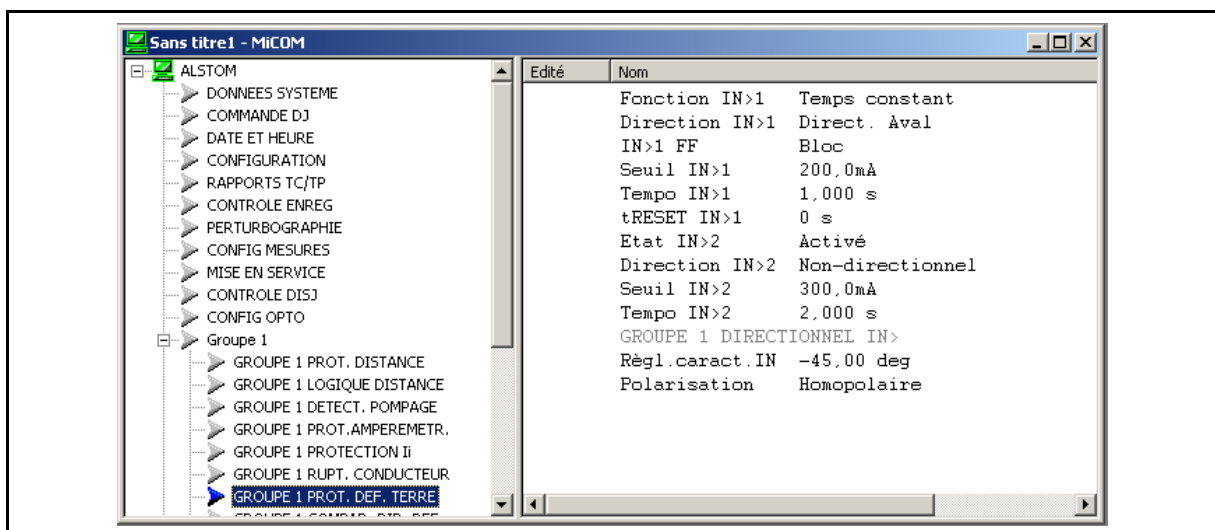 Sans titre1 - MiCOM
ALSTOM
DONNEES SYSTEME
COMMANDE DJ
DATE ET HEURE
CONFIGURATION
RAPPORTS TC/TP
CONTROLE ENREG
PERTURBOGRAPHIE
CONFIG MESURES
MISE EN SERVICE
CONTROLE DISJ
CONFIG OPTO
Groupe 1
GROUPE 1 PROT. DISTANCE
GROUPE 1 LOGIQUE DISTANCE
GROUPE 1 DETECT. POMPAGE
GROUPE 1 PROT.AMPEREMETR.
GROUPE 1 PROTECTION Ii
GROUPE 1 RUPT. CONDUCTEUR
GROUPE 1 PROT. DEF. TERRE
Edité Nom
Fonction IN>1 Temps constant
Direction IN>1 Direct. Aval
IN>1 FF Bloc
Seuil IN>1 200,0mA
Tempo IN>1 1,000 s
tRESET IN>1 0 s
Etat IN>2 Activé
Direction IN>2 Non-directionnel
Seuil IN>2 300,0mA
Tempo IN>2 2,000 s
GROUPE 1 DIRECTIONNEL IN>
Règl.caract.IN -45,00 deg
Polarisation Homopolaire